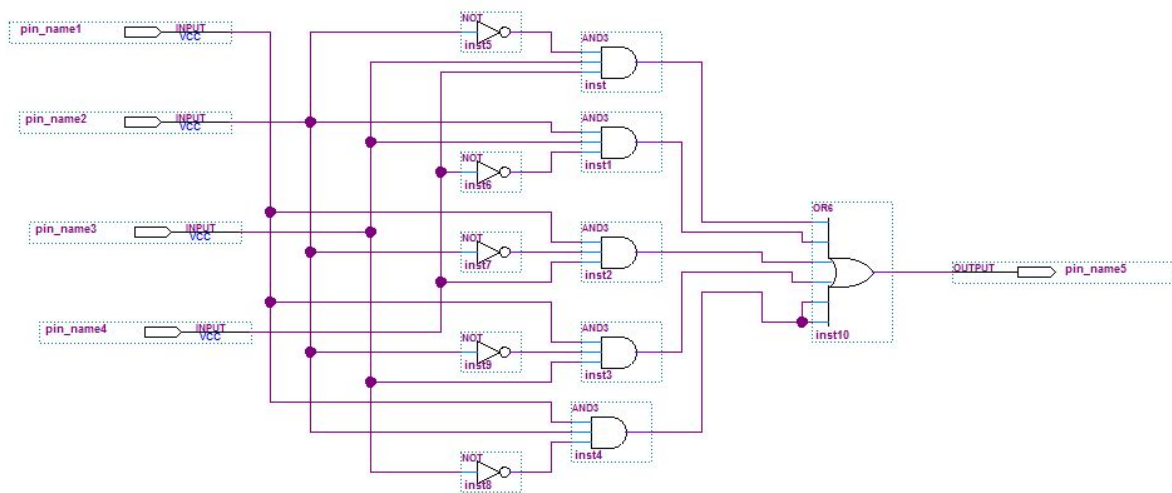 pin_name1
INPUT
VCC
pin_name2
INPUT
VCC
pin_name3
INPUT
VCC
pin_name4
INPUT
VCC
NOT
inst5
AND3
inst
AND3
inst1
NOT
inst6
AND3
inst2
NOT
inst7
AND3
inst3
NOT
inst9
AND3
inst4
NOT
inst8
OR6
inst10
OUTPUT
pin_name5